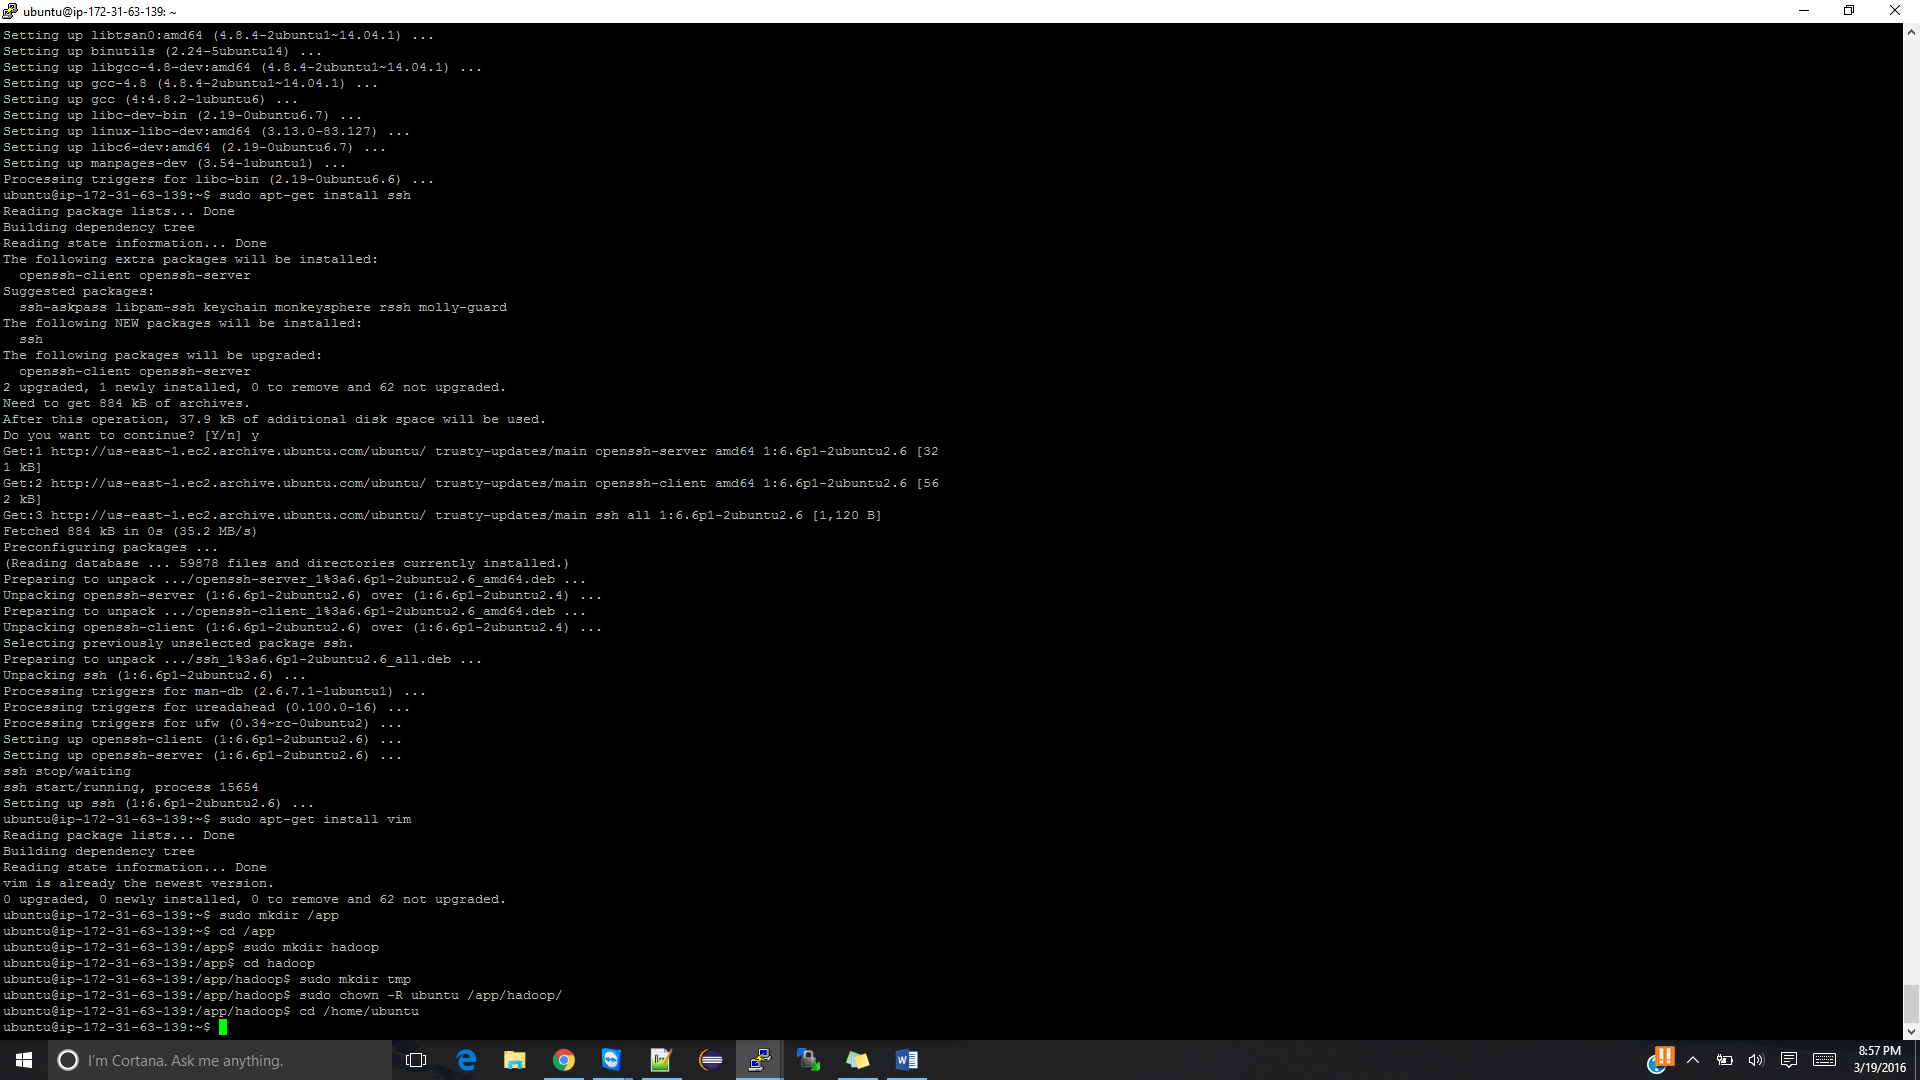 ubuntu@ip-172-31-63-139: ~
Setting up libtsan0:amd64 (4.8.4-2ubuntu1~14.04.1) ...
Setting up binutils (2.24-5ubuntu14) ...
Setting up libgcc-4.8-dev:amd64 (4.8.4-2ubuntu1~14.04.1) ...
Setting up gcc-4.8 (4.8.4-2ubuntu1~14.04.1) ...
Setting up gcc (4:4.8.2-1ubuntu6) ...
Setting up libc-dev-bin (2.19-0ubuntu6.7) ...
Setting up linux-libc-dev:amd64 (3.13.0-83.127) ...
Setting up libc6-dev:amd64 (2.19-0ubuntu6.7) ...
Setting up manpages-dev (3.54-1ubuntu1) ...
Processing triggers for libc-bin (2.19-0ubuntu6.6) ...
ubuntu@ip-172-31-63-139:~$ sudo apt-get install ssh
Reading package lists... Done
Building dependency tree
Reading state information... Done
The following extra packages will be installed:
  openssh-client openssh-server
Suggested packages:
  ssh-askpass libpam-ssh keychain monkeysphere rssh molly-guard
The following NEW packages will be installed:
  ssh
The following packages will be upgraded:
  openssh-client openssh-server
2 upgraded, 1 newly installed, 0 to remove and 62 not upgraded.
Need to get 884 kB of archives.
After this operation, 37.9 kB of additional disk space will be used.
Do you want to continue? [Y/n] y
Get:1 http://us-east-1.ec2.archive.ubuntu.com/ubuntu/ trusty-updates/main openssh-server amd64 1:6.6p1-2ubuntu2.6 [32
1 kB]
Get:2 http://us-east-1.ec2.archive.ubuntu.com/ubuntu/ trusty-updates/main openssh-client amd64 1:6.6p1-2ubuntu2.6 [56
2 kB]
Get:3 http://us-east-1.ec2.archive.ubuntu.com/ubuntu/ trusty-updates/main ssh all 1:6.6p1-2ubuntu2.6 [1,120 B]
Fetched 884 kB in 0s (35.2 MB/s)
Preconfiguring packages ...
(Reading database ... 59878 files and directories currently installed.)
Preparing to unpack .../openssh-server_1%3a6.6p1-2ubuntu2.6_amd64.deb ...
Unpacking openssh-server (1:6.6p1-2ubuntu2.6) over (1:6.6p1-2ubuntu2.4) ...
Preparing to unpack .../openssh-client_1%3a6.6p1-2ubuntu2.6_amd64.deb ...
Unpacking openssh-client (1:6.6p1-2ubuntu2.6) over (1:6.6p1-2ubuntu2.4) ...
Selecting previously unselected package ssh.
Preparing to unpack .../ssh_1%3a6.6p1-2ubuntu2.6_all.deb ...
Unpacking ssh (1:6.6p1-2ubuntu2.6) ...
Processing triggers for man-db (2.6.7.1-1ubuntu1) ...
Processing triggers for ureadahead (0.100.0-16) ...
Processing triggers for ufw (0.34~rc-0ubuntu2) ...
Setting up openssh-client (1:6.6p1-2ubuntu2.6) ...
Setting up openssh-server (1:6.6p1-2ubuntu2.6) ...
ssh stop/waiting
ssh start/running, process 15654
Setting up ssh (1:6.6p1-2ubuntu2.6) ...
ubuntu@ip-172-31-63-139:~$ sudo apt-get install vim
Reading package lists... Done
Building dependency tree
Reading state information... Done
vim is already the newest version.
0 upgraded, 0 newly installed, 0 to remove and 62 not upgraded.
ubuntu@ip-172-31-63-139:~$ sudo mkdir /app
ubuntu@ip-172-31-63-139:~$ cd /app
ubuntu@ip-172-31-63-139:/app$ sudo mkdir hadoop
ubuntu@ip-172-31-63-139:/app$ cd hadoop
ubuntu@ip-172-31-63-139:/app/hadoop$ sudo mkdir tmp
ubuntu@ip-172-31-63-139:/app/hadoop$ sudo chown -R ubuntu /app/hadoop/
ubuntu@ip-172-31-63-139:/app/hadoop$ cd /home/ubuntu
ubuntu@ip-172-31-63-139:~$
I'm Cortana. Ask me anything.
8:57 PM
3/19/2016